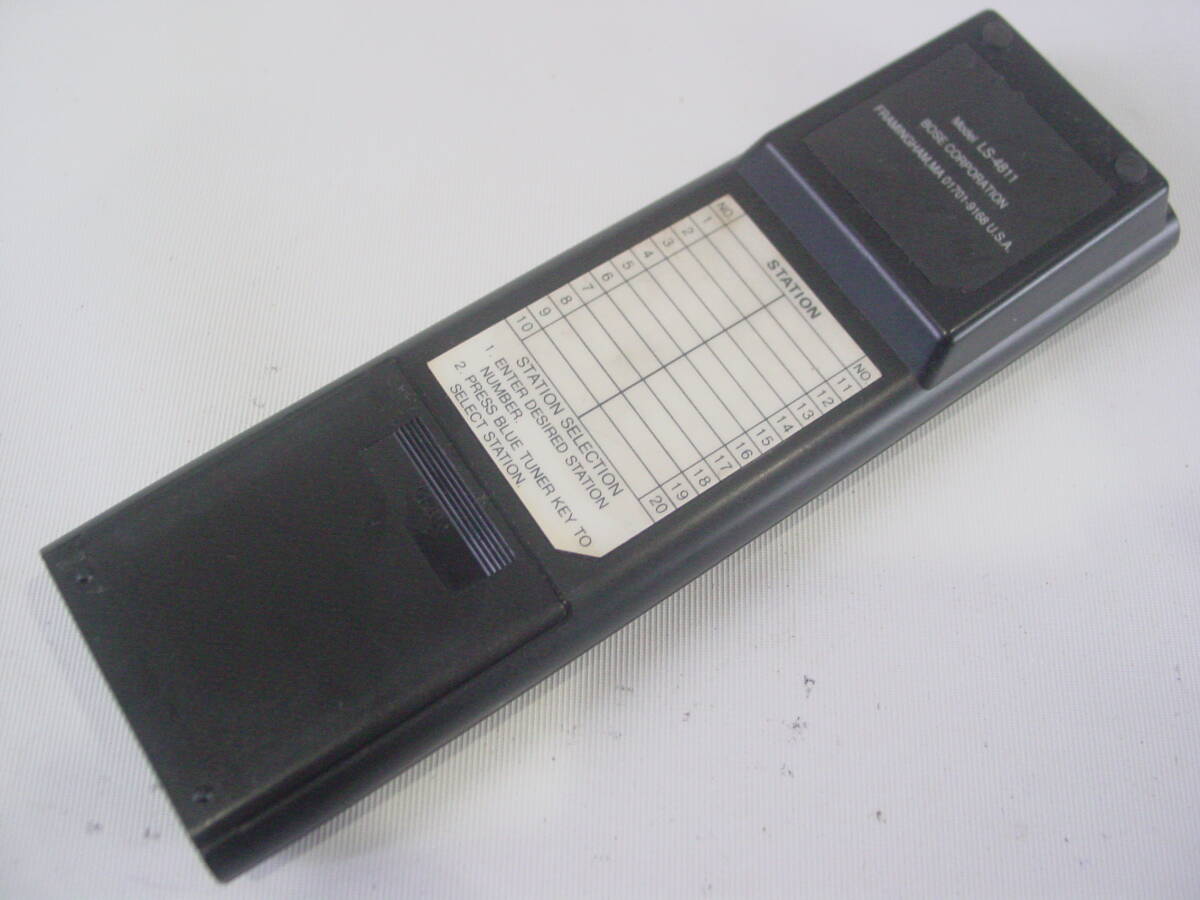 Model LS-4811
BOSE CORPORATION
FRAMINGHAM, MA 01701-9168 U.S.A.
NO. STATION NO.
1 11
2 12
3 13
4 14
5 15
6 16
7 17
8 18
9 19
10 20
STATION SELECTION
1. ENTER DESIRED STATION
NUMBER.
2. PRESS BLUE TUNER KEY TO
SELECT STATION.